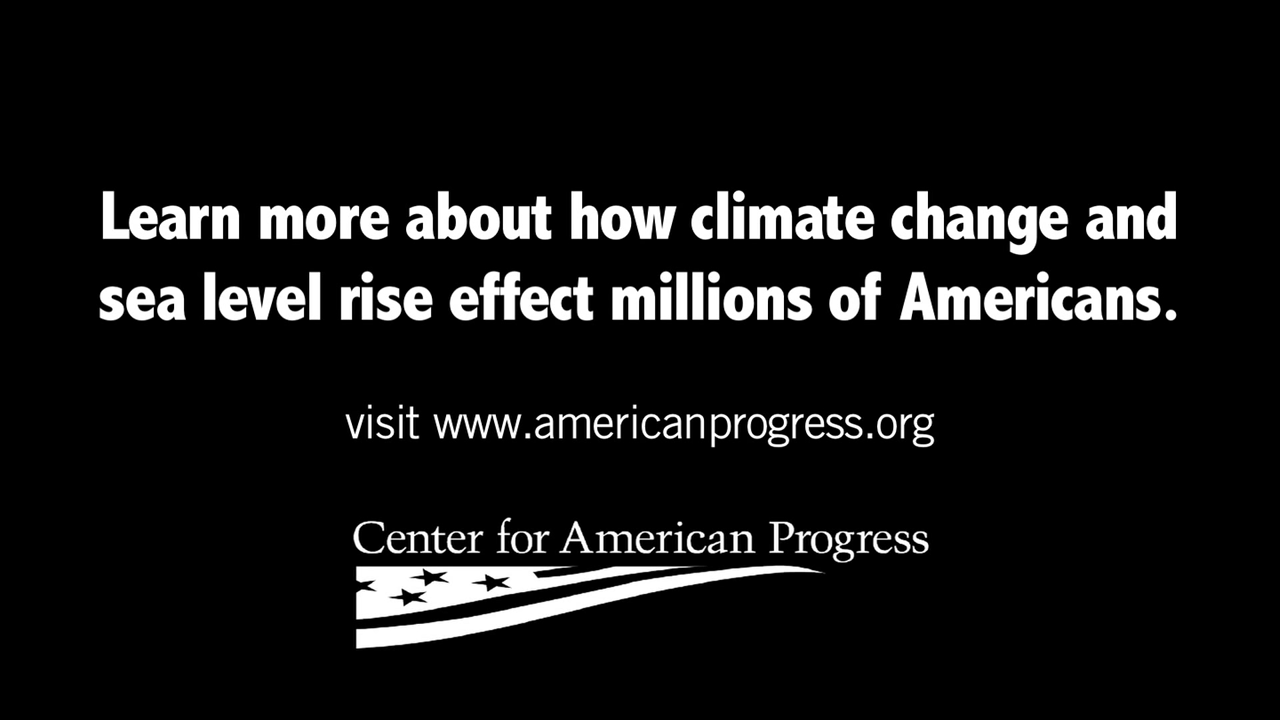 Learn more about how climate change and
sea level rise effect millions of Americans.
visit www.americanprogress.org
Center for American Progress